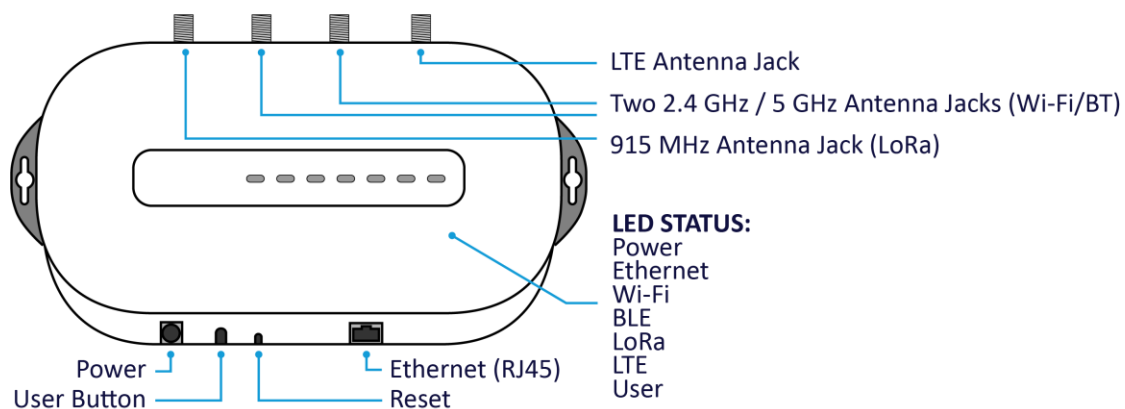 LTE Antenna Jack
Two 2.4 GHz / 5 GHz Antenna Jacks (Wi-Fi/BT)
915 MHz Antenna Jack (LoRa)
LED STATUS:
Power
Ethernet
Wi-Fi
BLE
LoRa
LTE
User
Power
Ethernet (RJ45)
User Button
Reset